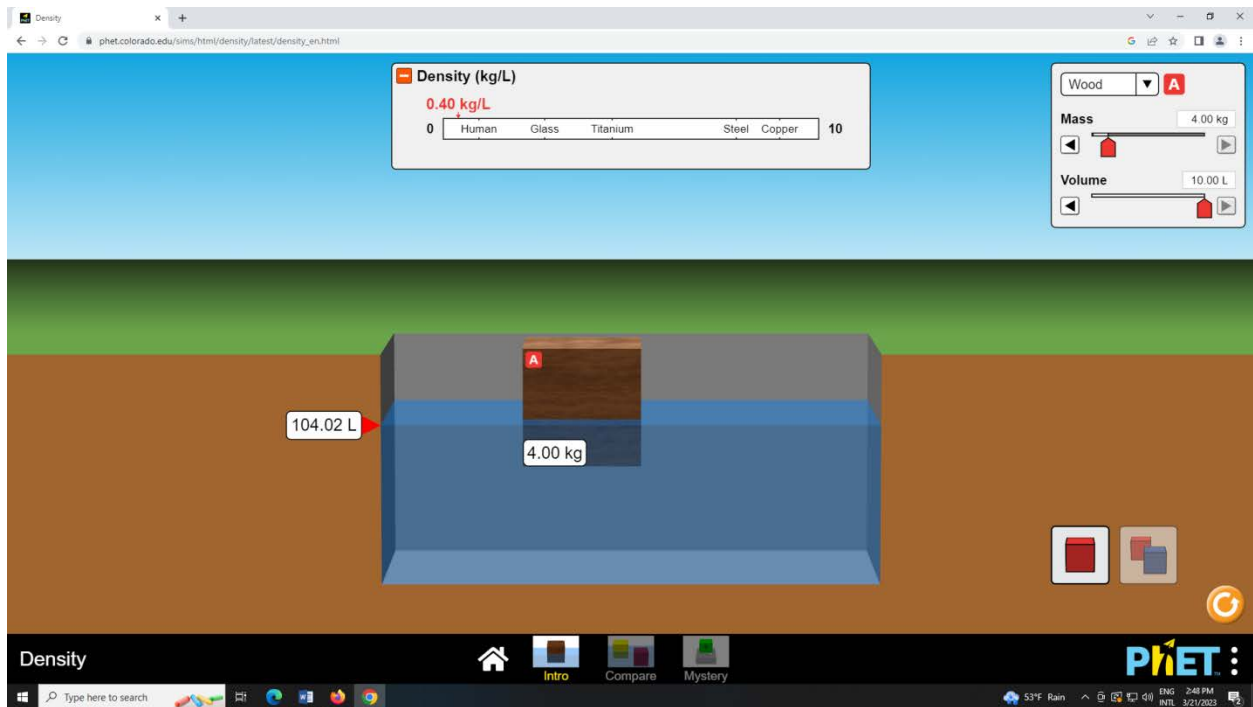 Density
phet.colorado.edu/sims/html/density/latest/density_en.html
Density (kg/L)
0.40 kg/L
0 Human Glass Titanium Steel Copper 10
Wood A
Mass 4.00 kg
Volume 10.00 L
A
104.02 L
4.00 kg
Density
Intro Compare Mystery
PhET
Type here to search
53°F Rain
ENG
INTL
2:48 PM
3/21/2023
2